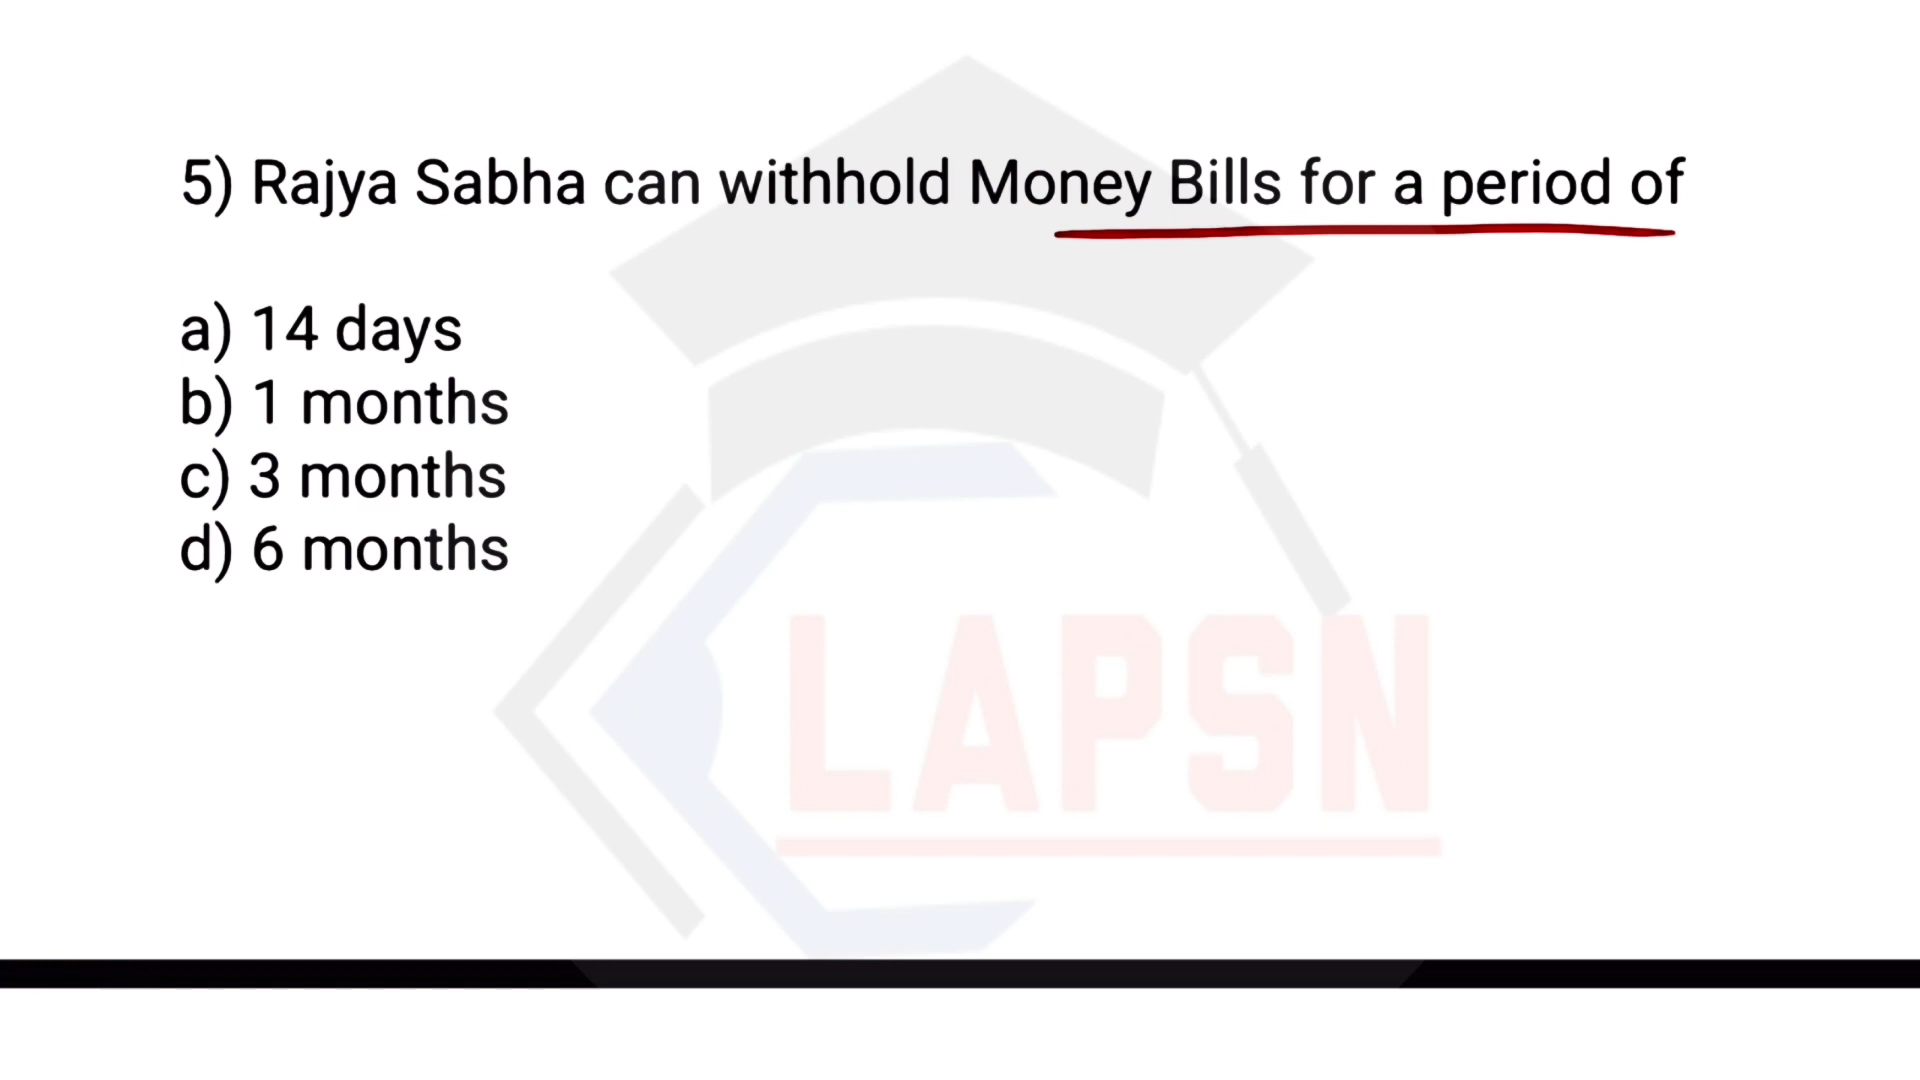 5) Rajya Sabha can withhold Money Bills for a period of
a) 14 days
b) 1 months
c) 3 months
d) 6 months
LAPSN